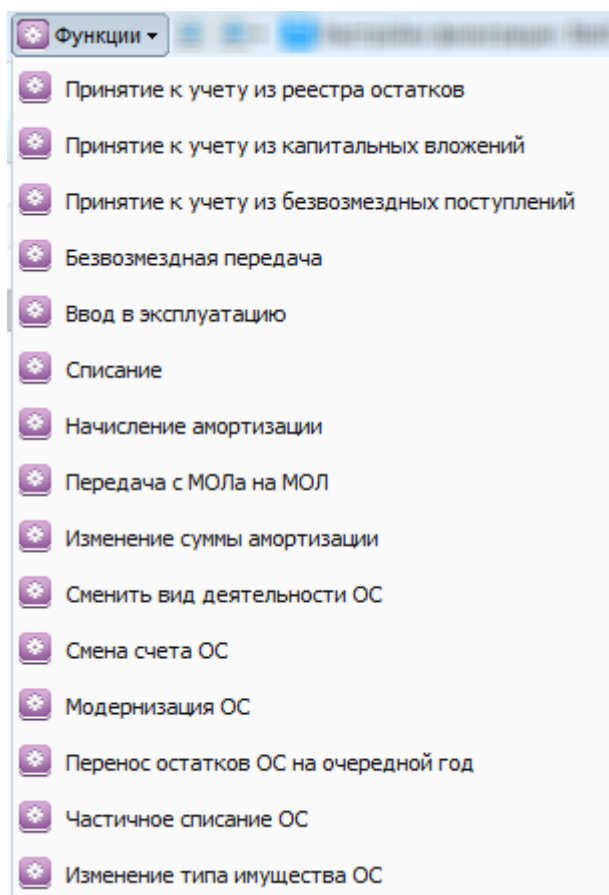 Функции
Принятие к учету из реестра остатков
Принятие к учету из капитальных вложений
Принятие к учету из безвозмездных поступлений
Безвозмездная передача
Ввод в эксплуатацию
Списание
Начисление амортизации
Передача с МОЛа на МОЛ
Изменение суммы амортизации
Сменить вид деятельности ОС
Смена счета ОС
Модернизация ОС
Перенос остатков ОС на очередной год
Частичное списание ОС
Изменение типа имущества ОС